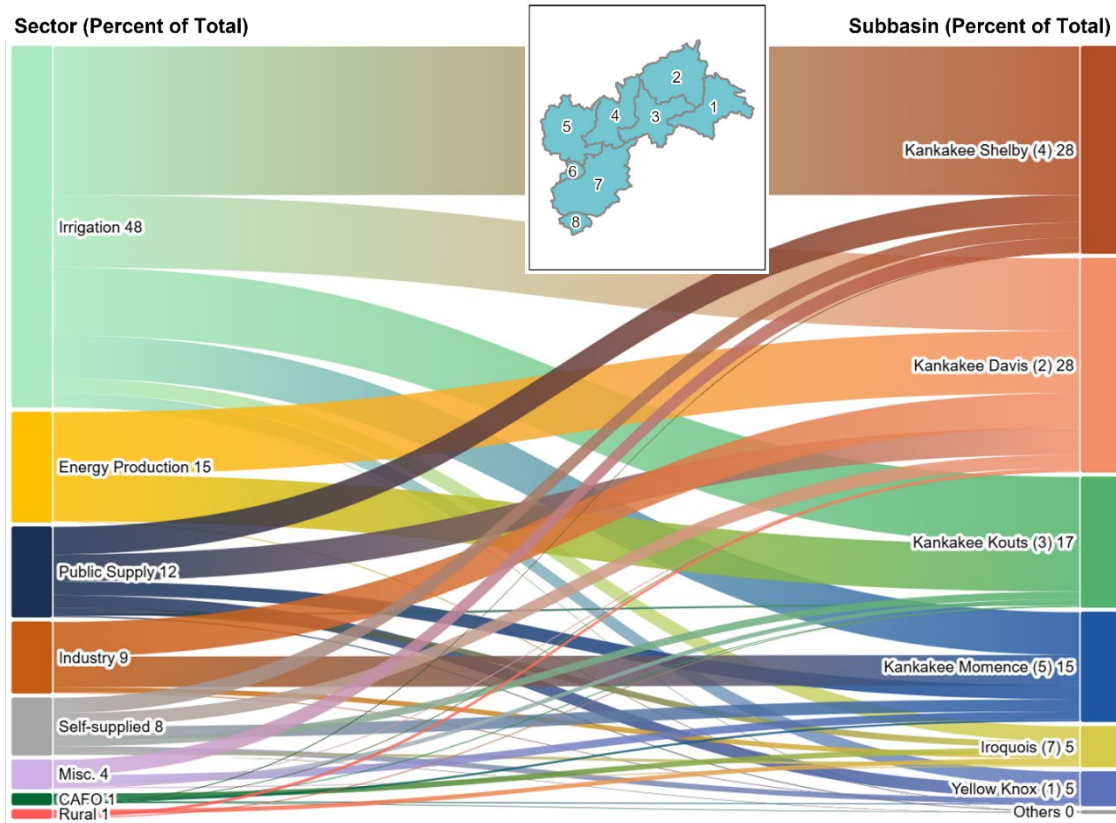 Sector (Percent of Total)
Subbasin (Percent of Total)
2
1
3
4
5
6
7
8
Irrigation 48
Energy Production 15
Public Supply 12
Industry 9
Self-supplied 8
Misc. 4
CAFO 1
Rural 1
Kankakee Shelby (4) 28
Kankakee Davis (2) 28
Kankakee Kouts (3) 17
Kankakee Momence (5) 15
Iroquois (7) 5
Yellow Knox (1) 5
Others 0